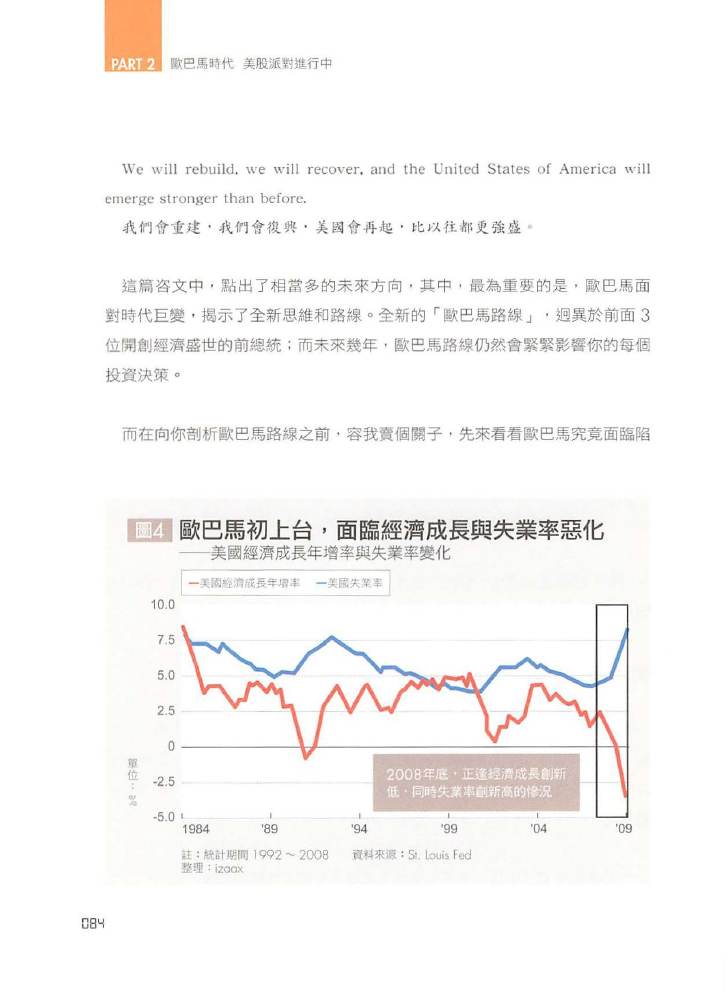 PART 2 歐巴馬時代 美股派對進行中
We will rebuild, we will recover, and the United States of America will
emerge stronger than before.
我們會重建，我們會復興，美國會再起，比以往都更強盛。
這篇咨文中，點出了相當多的未來方向，其中，最為重要的是，歐巴馬面
對時代巨變，揭示了全新思維和路線。全新的「歐巴馬路線」，迥異於前面 3
位開創經濟盛世的前總統；而未來幾年，歐巴馬路線仍然會緊緊影響你的每個
投資決策。
而在向你剖析歐巴馬路線之前，容我賣個關子，先來看看歐巴馬究竟面臨陷
圖4 歐巴馬初上台，面臨經濟成長與失業率惡化
——美國經濟成長年增率與失業率變化
美國經濟成長年增率 美國失業率
10.0
7.5
5.0
2.5
0
-2.5
-5.0
單位：%
2008年底，正逢經濟成長創新
低，同時失業率創新高的慘況
1984 '89 '94 '99 '04 '09
註：統計期間 1992～2008 資料來源：St. Louis Fed
整理：izaax
084